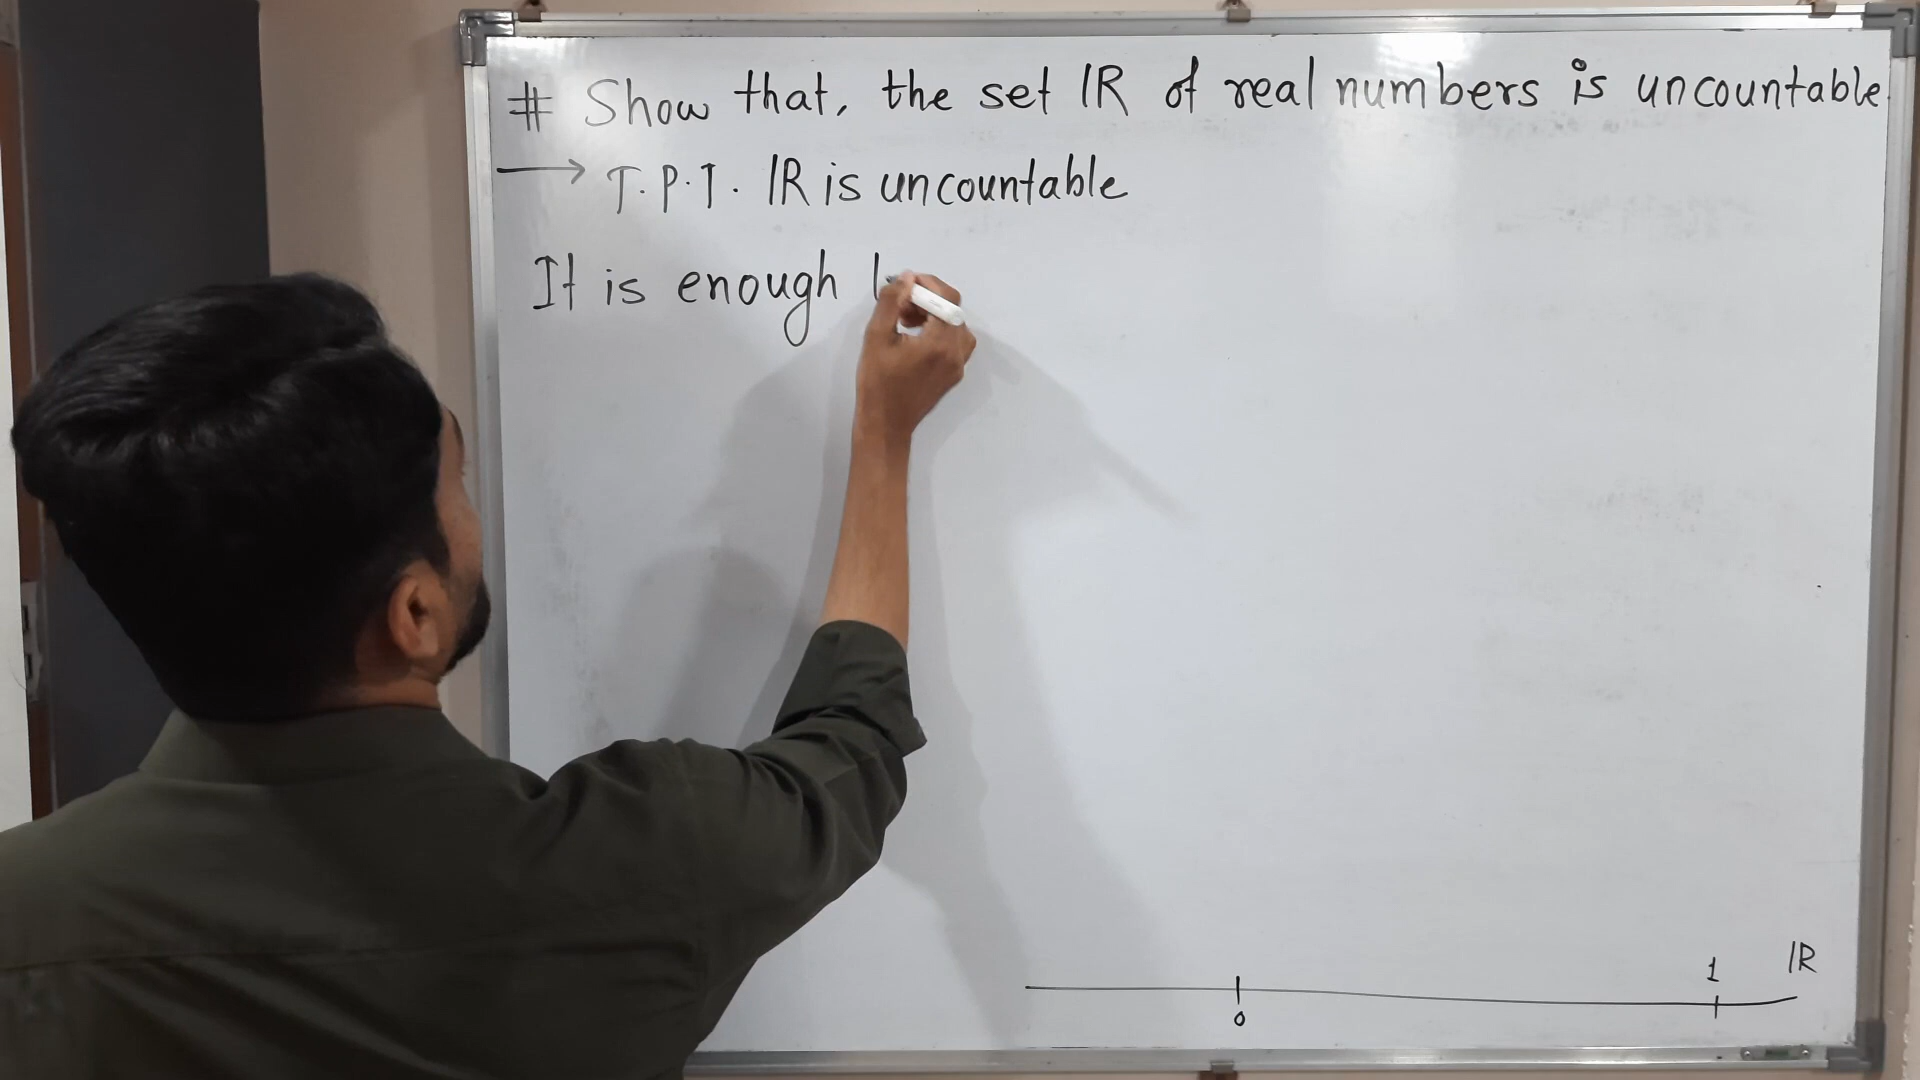 # Show that, the set IR of real numbers is uncountable.
→ T.P.T. IR is uncountable
It is enough
1 IR
0